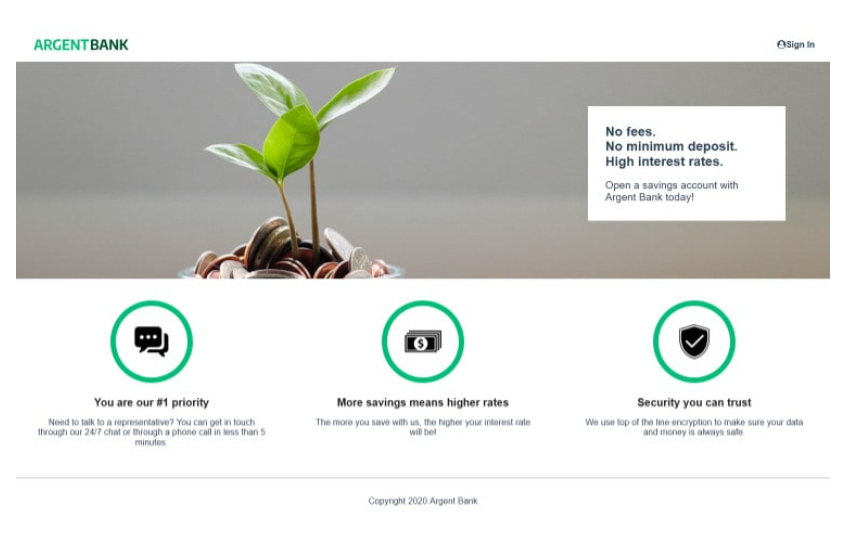 ARGENTBANK
Sign In
No fees.
No minimum deposit.
High interest rates.
Open a savings account with
Argent Bank today!
You are our #1 priority
Need to talk to a representative? You can get in touch
through our 24/7 chat or through a phone call in less than 5
minutes.
More savings means higher rates
The more you save with us, the higher your interest rate
will be!
Security you can trust
We use top of the line encryption to make sure your data
and money is always safe.
Copyright 2020 Argent Bank